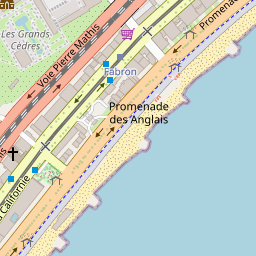 Les Grands
Cèdres
Voie Pierre Mathis
Promenad
Fabron
Promenade
des Anglais
Californie